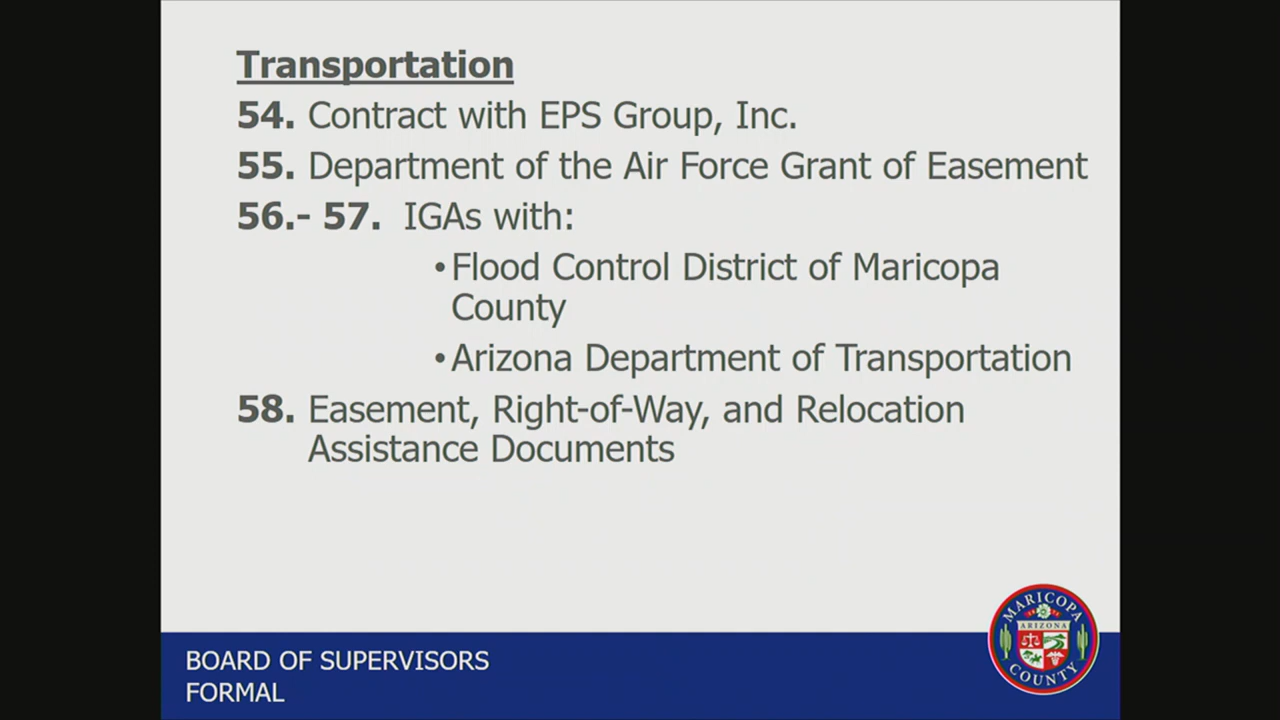 Transportation
54. Contract with EPS Group, Inc.
55. Department of the Air Force Grant of Easement
56.- 57. IGAs with:
•Flood Control District of Maricopa
County
•Arizona Department of Transportation
58. Easement, Right-of-Way, and Relocation
Assistance Documents
BOARD OF SUPERVISORS
FORMAL
MARICOPA
ARIZONA
COUNTY